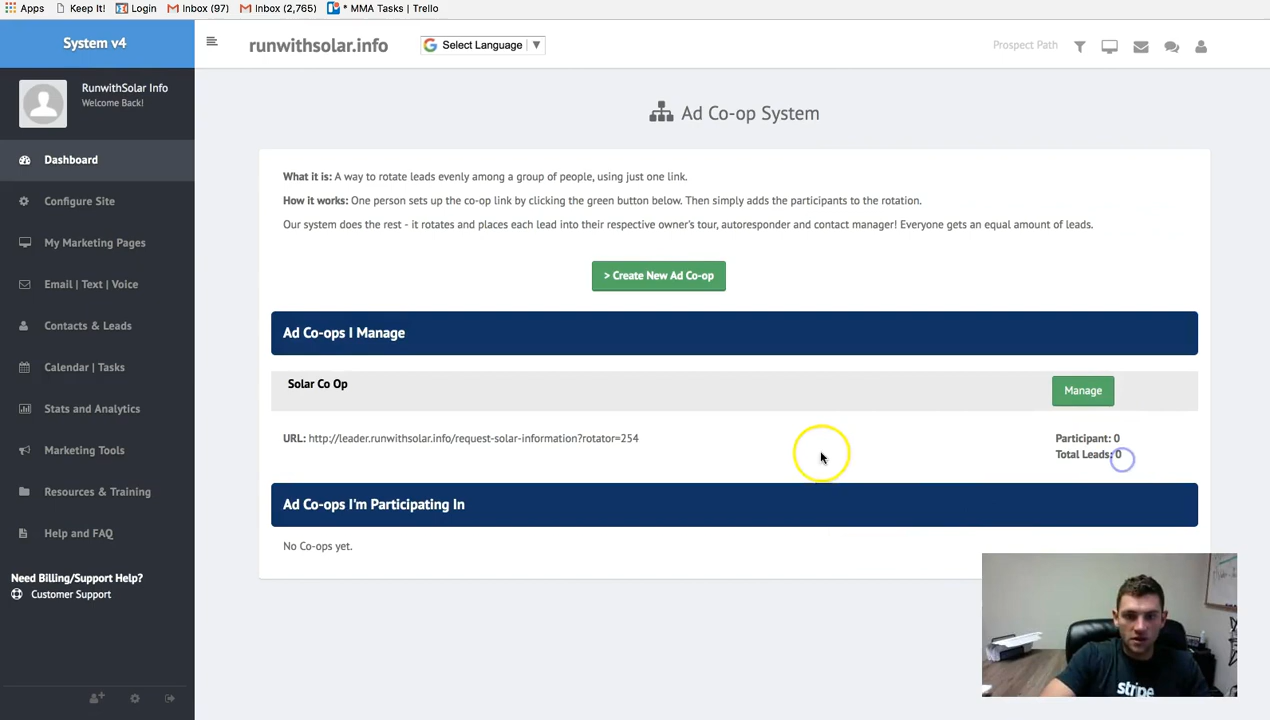 Apps Keep It! Login Inbox (97) Inbox (2,765) * MMA Tasks | Trello
System v4
runwithsolar.info
Select Language
Prospect Path
RunwithSolar Info
Welcome Back!
Ad Co-op System
Dashboard
Configure Site
My Marketing Pages
Email | Text | Voice
Contacts & Leads
Calendar | Tasks
Stats and Analytics
Marketing Tools
Resources & Training
Help and FAQ
Need Billing/Support Help?
Customer Support
What it is: A way to rotate leads evenly among a group of people, using just one link.
How it works: One person sets up the co-op link by clicking the green button below. Then simply adds the participants to the rotation.
Our system does the rest - it rotates and places each lead into their respective owner's tour, autoresponder and contact manager! Everyone gets an equal amount of leads.
> Create New Ad Co-op
Ad Co-ops I Manage
Solar Co Op
Manage
URL: http://leader.runwithsolar.info/request-solar-information?rotator=254
Participant: 0
Total Leads: 0
Ad Co-ops I'm Participating In
No Co-ops yet.
stripe